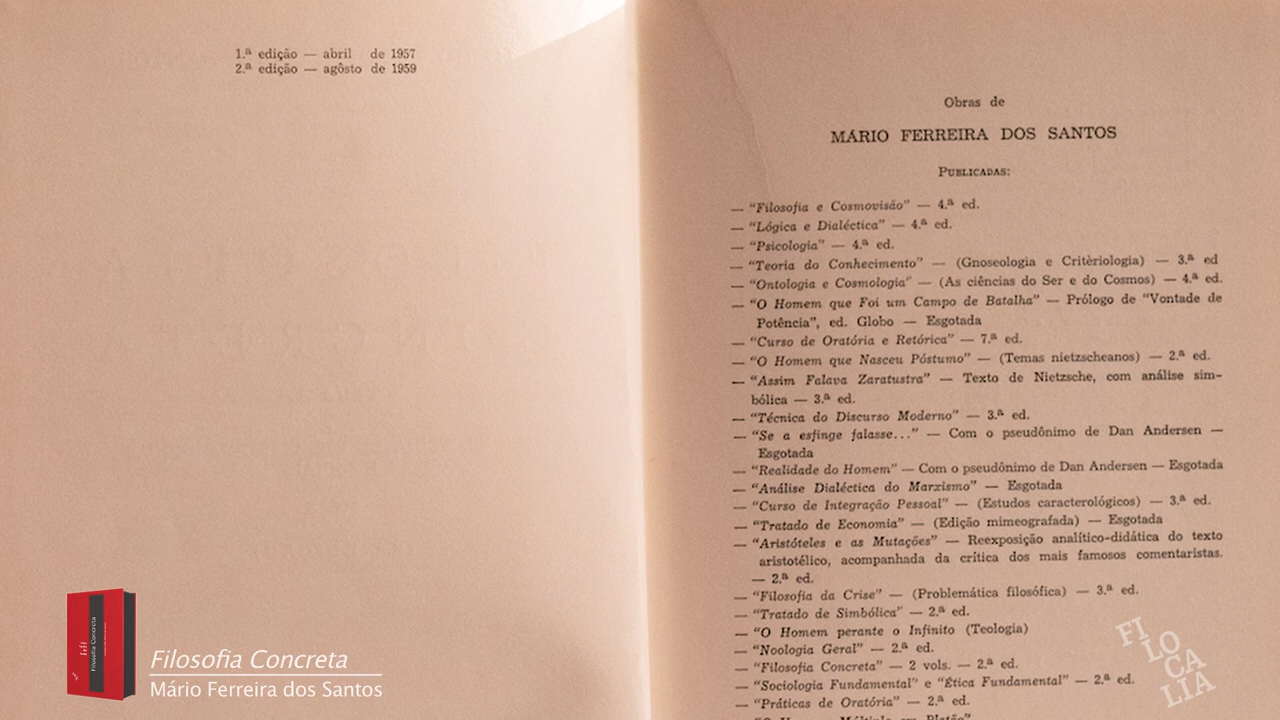 1.ª edição — abril de 1957
2.ª edição — agôsto de 1959
Obras de
MÁRIO FERREIRA DOS SANTOS
PUBLICADAS:
— "Filosofia e Cosmovisão" — 4.ª ed.
— "Lógica e Dialéctica" — 4.ª ed.
— "Psicologia" — 4.ª ed.
— "Teoria do Conhecimento" — (Gnoseologia e Critèriologia) — 3.ª ed
— "Ontologia e Cosmologia" — (As ciências do Ser e do Cosmos) — 4.ª ed.
— "O Homem que Foi um Campo de Batalha" — Prólogo de "Vontade de
Potência", ed. Globo — Esgotada
— "Curso de Oratória e Retórica" — 7.ª ed.
— "O Homem que Nasceu Póstumo" — (Temas nietzscheanos) — 2.ª ed.
— "Assim Falava Zaratustra" — Texto de Nietzsche, com análise sim-
bólica — 3.ª ed.
— "Técnica do Discurso Moderno" — 3.ª ed.
— "Se a esfinge falasse..." — Com o pseudônimo de Dan Andersen —
Esgotada
— "Realidade do Homem" — Com o pseudônimo de Dan Andersen — Esgotada
— "Análise Dialéctica do Marxismo" — Esgotada
— "Curso de Integração Pessoal" — (Estudos caracterológicos) — 3.ª ed.
— "Tratado de Economia" — (Edição mimeografada) — Esgotada
— "Aristóteles e as Mutações" — Reexposição analítico-didática do texto
aristotélico, acompanhada da crítica dos mais famosos comentaristas.
— 2.ª ed.
— "Filosofia da Crise" — (Problemática filosófica) — 3.ª ed.
— "Tratado de Simbólica" — 2.ª ed.
— "O Homem perante o Infinito (Teologia)
— "Noologia Geral" — 2.ª ed.
— "Filosofia Concreta" — 2 vols. — 2.ª ed.
— "Sociologia Fundamental" e "Ética Fundamental" — 2.ª ed.
— "Práticas de Oratória" — 2.ª ed.
Filosofia Concreta
Filosofia Concreta
Mário Ferreira dos Santos
FI
LO
CA
LIA